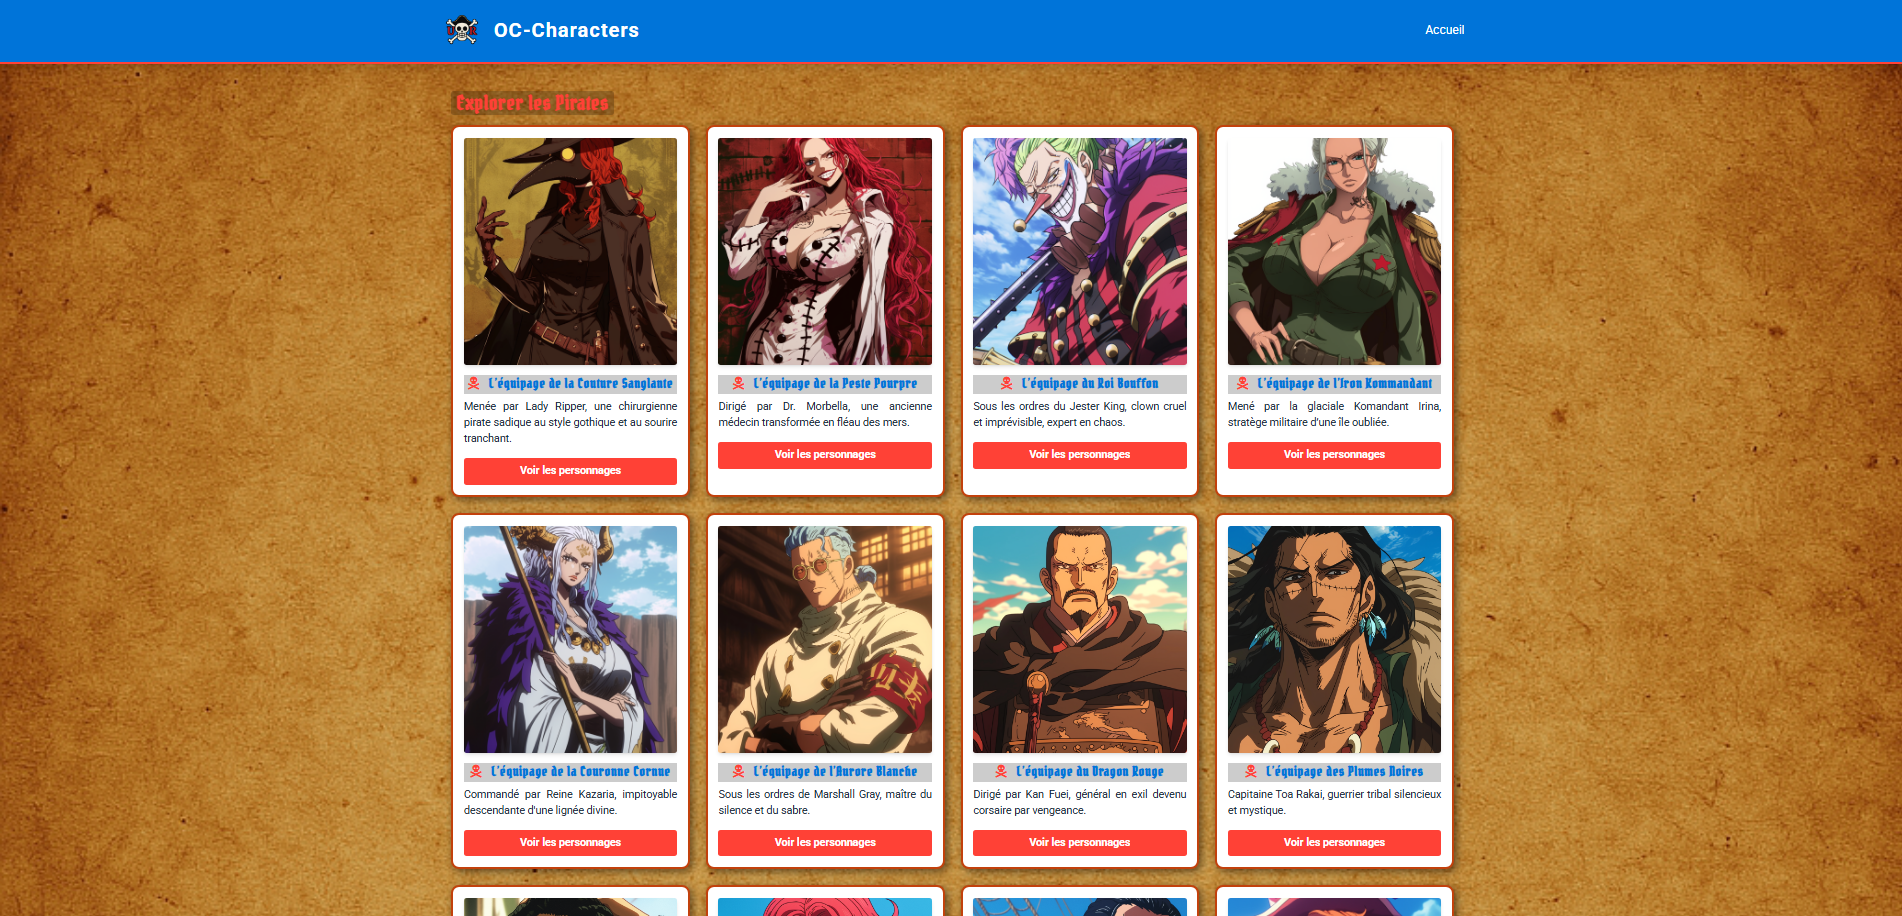 OC-Characters
Accueil
Explorer les Pirates
L'équipage de la Couture Sanglante
Menée par Lady Ripper, une chirurgienne
pirate sadique au style gothique et au sourire
tranchant.
Voir les personnages
L'équipage de la Peste Pourpre
Dirigé par Dr. Morbella, une ancienne
médecin transformée en fléau des mers.
Voir les personnages
L'équipage du Roi Bouffon
Sous les ordres du Jester King, clown cruel
et imprévisible, expert en chaos.
Voir les personnages
L'équipage de l'Iron Kommandant
Mené par la glaciale Komandant Irina,
stratège militaire d'une île oubliée.
Voir les personnages
L'équipage de la Couronne Cornue
Commandé par Reine Kazaria, impitoyable
descendante d'une lignée divine.
Voir les personnages
L'équipage de l'Aurore Blanche
Sous les ordres de Marshall Gray, maître du
silence et du sabre.
Voir les personnages
L'équipage du Dragon Rouge
Dirigé par Kan Fuei, général en exil devenu
corsaire par vengeance.
Voir les personnages
L'équipage des Plumes Noires
Capitaine Toa Rakai, guerrier tribal silencieux
et mystique.
Voir les personnages